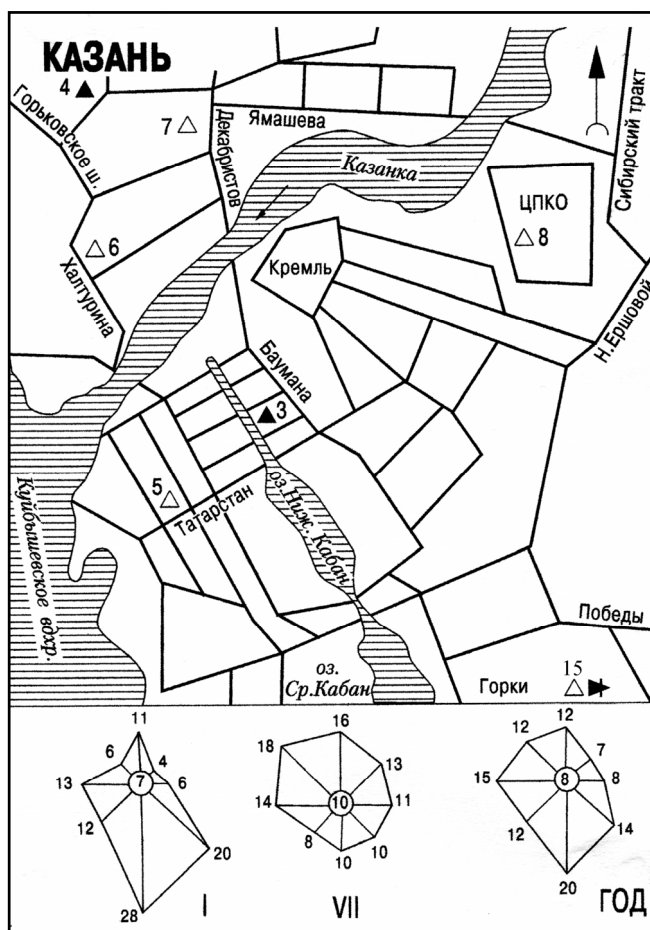 КАЗАНЬ
4
Горьковское ш.
7
Декабристов
Ямашева
Казанка
Сибирский тракт
ЦПКО
8
6
Халтурина
Кремль
Н.Ершовой
Баумана
3
5
Татарстан
оз. Ниж. Кабан
Куйбышевское вдхр.
Победы
оз.
Ср.Кабан
Горки
15
11
6
4
13
7
6
12
20
28
I
16
18
13
14
10
11
8
10
10
VII
12
12
7
15
8
8
12
14
20
ГОД